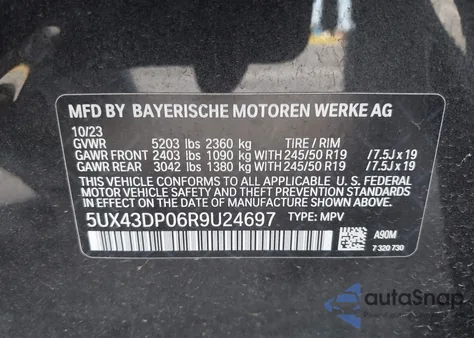 MFD BY BAYERISCHE MOTOREN WERKE AG
10/23
GVWR 5203 lbs 2360 kg TIRE / RIM
GAWR FRONT 2403 lbs 1090 kg WITH 245/50 R19 / 7.5J x 19
GAWR REAR 3042 lbs 1380 kg WITH 245/50 R19 / 7.5J x 19
THIS VEHICLE CONFORMS TO ALL APPLICABLE
SAFETY AND THEFT PREVENTION STANDARDS
IN EFFECT ON THE DATE OF MANUFACTURE SHOWN ABOVE.
5UX43DP06R9U24697 TYPE: MPV
A90M
7 320 730
autoSnap